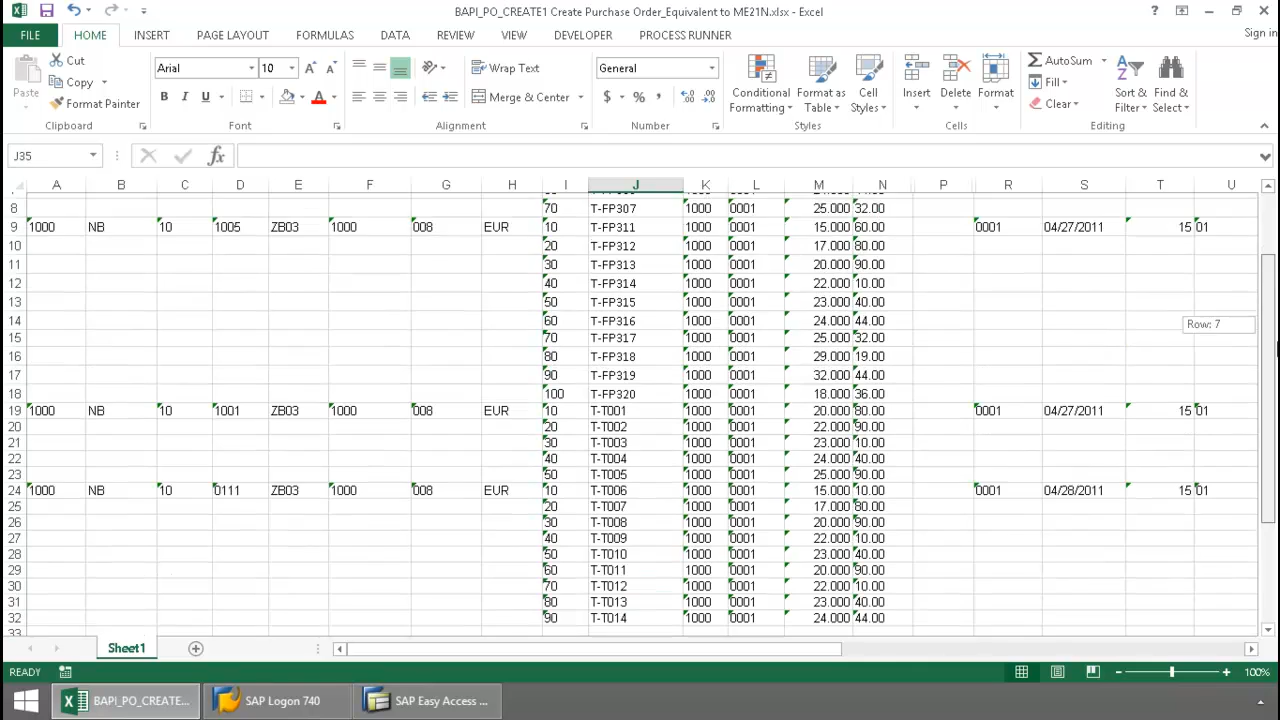 BAPI_PO_CREATE1 Create Purchase Order_Equivalent to ME21N.xlsx - Excel
?
FILE HOME INSERT PAGE LAYOUT FORMULAS DATA REVIEW VIEW DEVELOPER PROCESS RUNNER Sign in
Paste Cut Copy Format Painter
Arial 10 A A B I U A
Wrap Text Merge & Center
General $ % ,
Conditional Formatting Format as Table Cell Styles
Insert Delete Format
AutoSum Fill Clear Sort & Filter Find & Select
Clipboard Font Alignment Number Styles Cells Editing
J35 fx
A B C D E F G H I J K L M N P R S T U
8 70 T-FP307 1000 0001 25.000 32.00
9 1000 NB 10 1005 ZB03 1000 008 EUR 10 T-FP311 1000 0001 15.000 60.00 0001 04/27/2011 15 01
10 20 T-FP312 1000 0001 17.000 80.00
11 30 T-FP313 1000 0001 20.000 90.00
12 40 T-FP314 1000 0001 22.000 10.00
13 50 T-FP315 1000 0001 23.000 40.00
14 60 T-FP316 1000 0001 24.000 44.00
Row: 7
15 70 T-FP317 1000 0001 25.000 32.00
16 80 T-FP318 1000 0001 29.000 19.00
17 90 T-FP319 1000 0001 32.000 44.00
18 100 T-FP320 1000 0001 18.000 36.00
19 1000 NB 10 1001 ZB03 1000 008 EUR 10 T-T001 1000 0001 20.000 80.00 0001 04/27/2011 15 01
20 20 T-T002 1000 0001 22.000 90.00
21 30 T-T003 1000 0001 23.000 10.00
22 40 T-T004 1000 0001 24.000 40.00
23 50 T-T005 1000 0001 25.000 90.00
24 1000 NB 10 0111 ZB03 1000 008 EUR 10 T-T006 1000 0001 15.000 10.00 0001 04/28/2011 15 01
25 20 T-T007 1000 0001 17.000 80.00
26 30 T-T008 1000 0001 20.000 90.00
27 40 T-T009 1000 0001 22.000 10.00
28 50 T-T010 1000 0001 23.000 40.00
29 60 T-T011 1000 0001 20.000 90.00
30 70 T-T012 1000 0001 22.000 10.00
31 80 T-T013 1000 0001 23.000 40.00
32 90 T-T014 1000 0001 24.000 44.00
33
Sheet1
READY 100%
BAPI_PO_CREATE... SAP Logon 740 SAP Easy Access ...